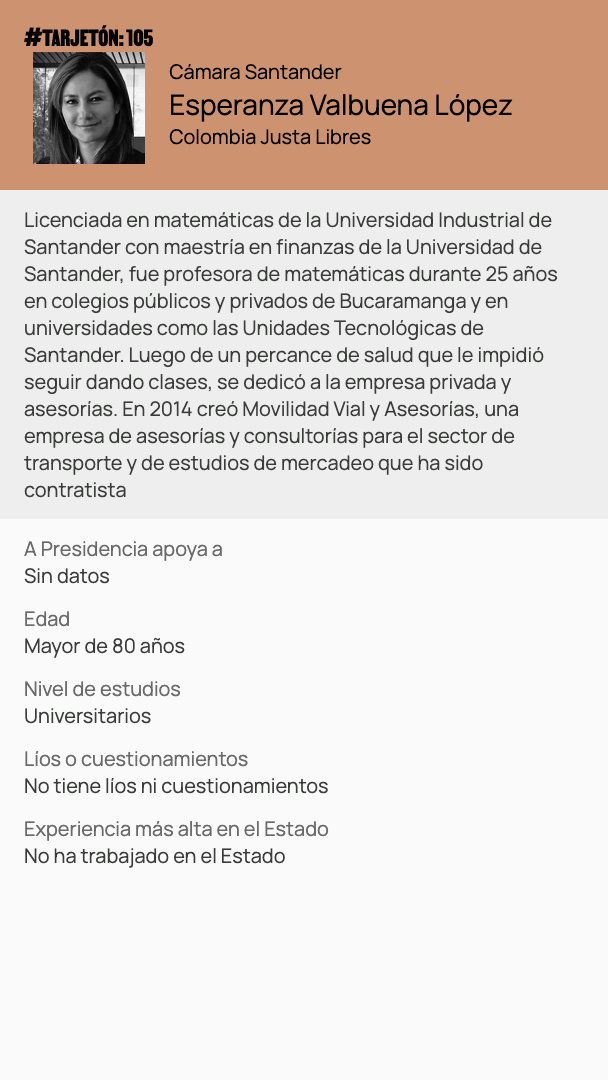 #TARJETÓN: 105
Cámara Santander
Esperanza Valbuena López
Colombia Justa Libres
Licenciada en matemáticas de la Universidad Industrial de
Santander con maestría en finanzas de la Universidad de
Santander, fue profesora de matemáticas durante 25 años
en colegios públicos y privados de Bucaramanga y en
universidades como las Unidades Tecnológicas de
Santander. Luego de un percance de salud que le impidió
seguir dando clases, se dedicó a la empresa privada y
asesorías. En 2014 creó Movilidad Vial y Asesorías, una
empresa de asesorías y consultorías para el sector de
transporte y de estudios de mercadeo que ha sido
contratista
A Presidencia apoya a
Sin datos
Edad
Mayor de 80 años
Nivel de estudios
Universitarios
Líos o cuestionamientos
No tiene líos ni cuestionamientos
Experiencia más alta en el Estado
No ha trabajado en el Estado